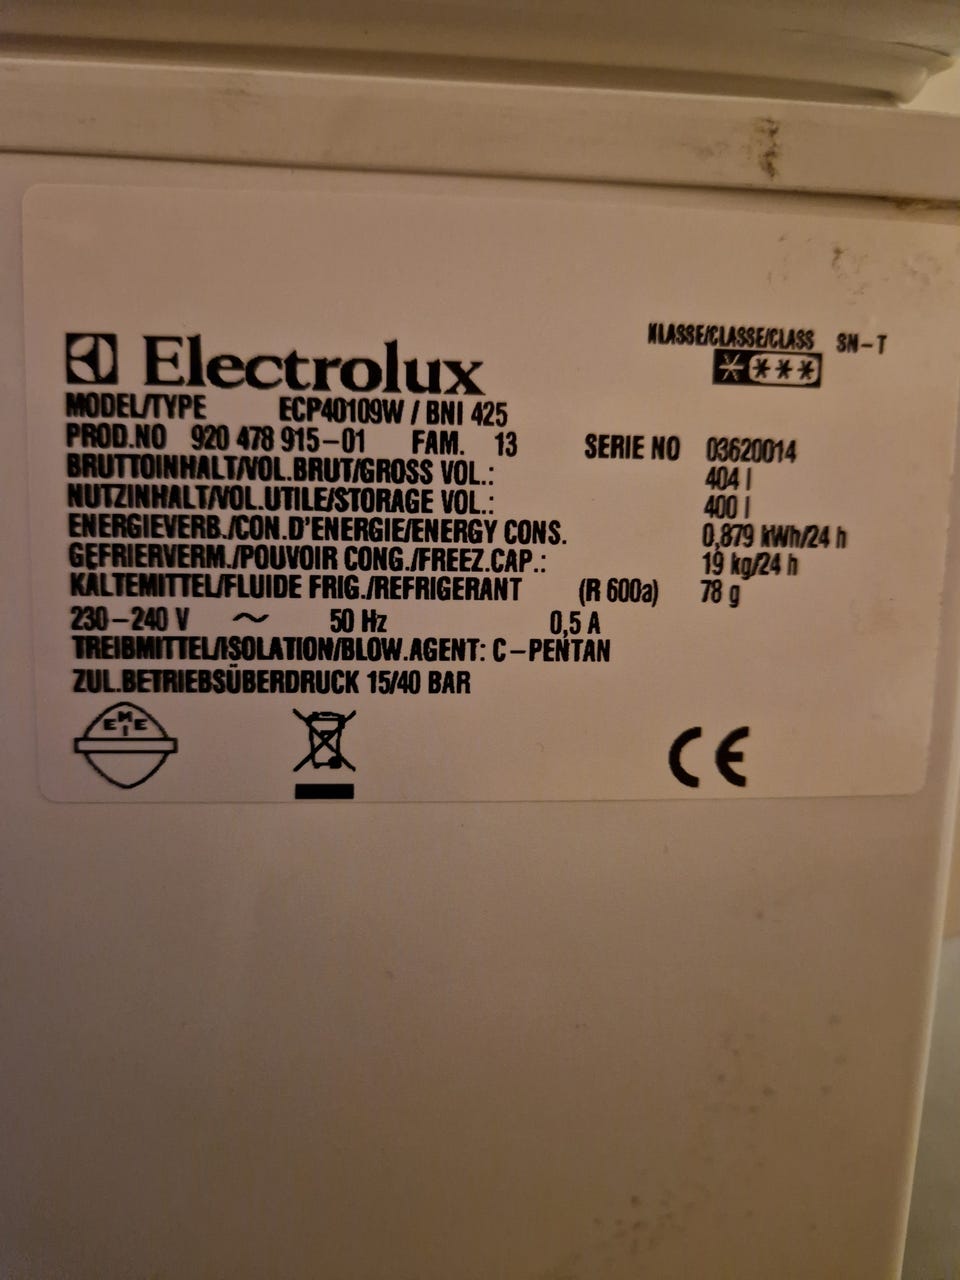 Electrolux
KLASSE/CLASSE/CLASS SN-T
MODEL/TYPE ECP40109W / BNI 425
PROD.NO 920 478 915-01 FAM. 13 SERIE NO 03620014
BRUTTOINHALT/VOL.BRUT/GROSS VOL.: 404 l
NUTZINHALT/VOL.UTILE/STORAGE VOL.: 400 l
ENERGIEVERB./CON.D'ENERGIE/ENERGY CONS. 0,879 kWh/24 h
GEFRIERVERM./POUVOIR CONG./FREEZ.CAP.: 19 kg/24 h
KÄLTEMITTEL/FLUIDE FRIG./REFRIGERANT (R 600a) 78 g
230-240 V ~ 50 Hz 0,5 A
TREIBMITTEL/ISOLATION/BLOW.AGENT: C-PENTAN
ZUL.BETRIEBSÜBERDRUCK 15/40 BAR
EMEI
CE